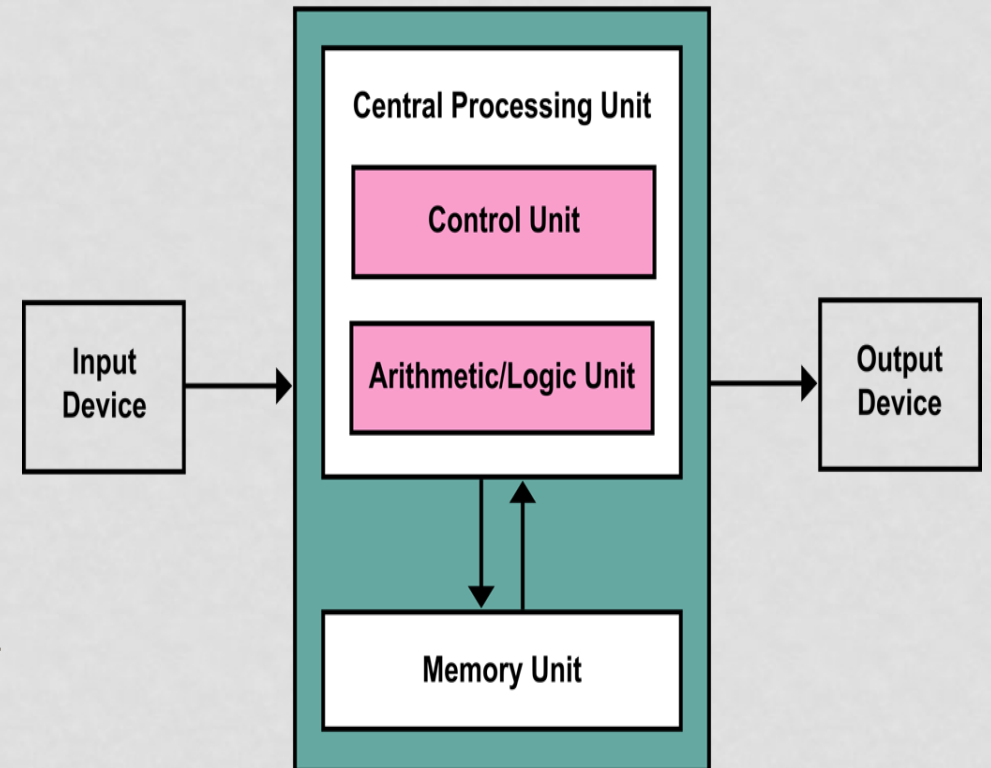 Central Processing Unit
Control Unit
Arithmetic/Logic Unit
Input
Device
Output
Device
Memory Unit